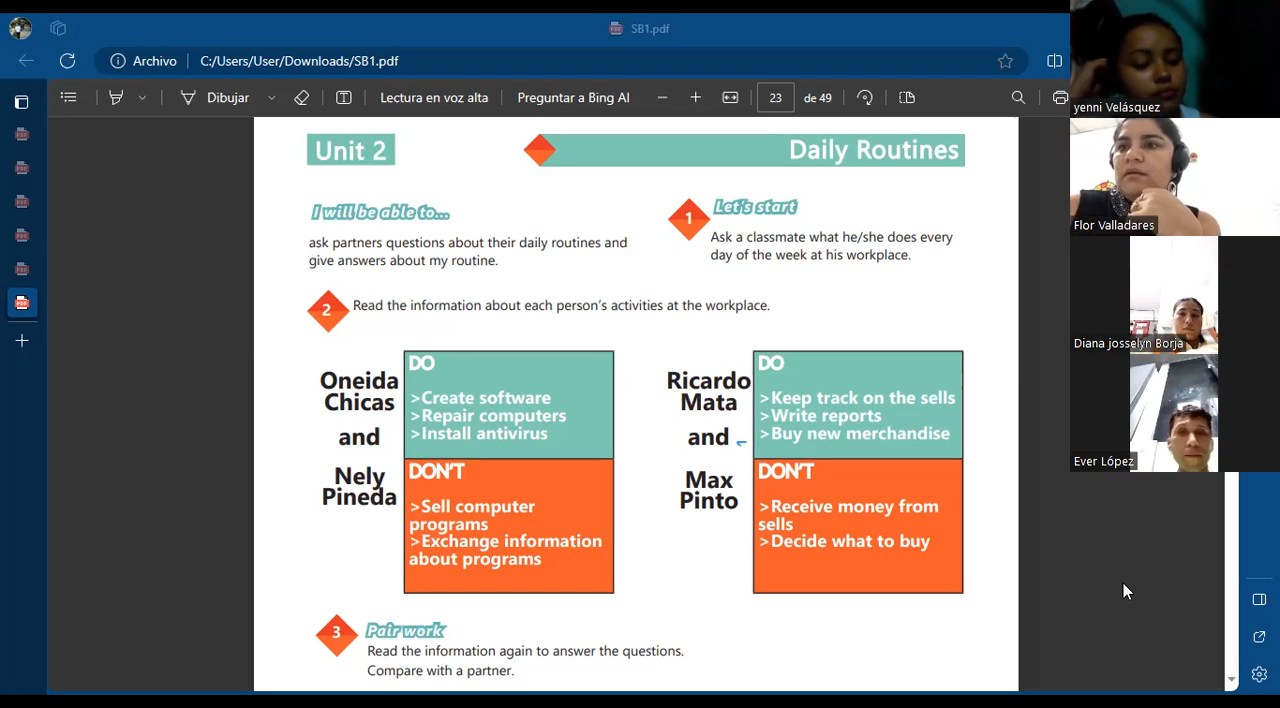 SB1.pdf
Archivo C:/Users/User/Downloads/SB1.pdf
Dibujar Lectura en voz alta Preguntar a Bing AI 23 de 49
Unit 2 Daily Routines
I will be able to...
ask partners questions about their daily routines and
give answers about my routine.
1 Let's start
Ask a classmate what he/she does every
day of the week at his workplace.
2 Read the information about each person's activities at the workplace.
Oneida
Chicas
and
Nely
Pineda
DO
>Create software
>Repair computers
>Install antivirus
DON'T
>Sell computer
programs
>Exchange information
about programs
Ricardo
Mata
and
Max
Pinto
DO
>Keep track on the sells
>Write reports
>Buy new merchandise
DON'T
>Receive money from
sells
>Decide what to buy
3 Pair work
Read the information again to answer the questions.
Compare with a partner.
yenni Velásquez
Flor Valladares
Diana josselyn Borja
Ever López